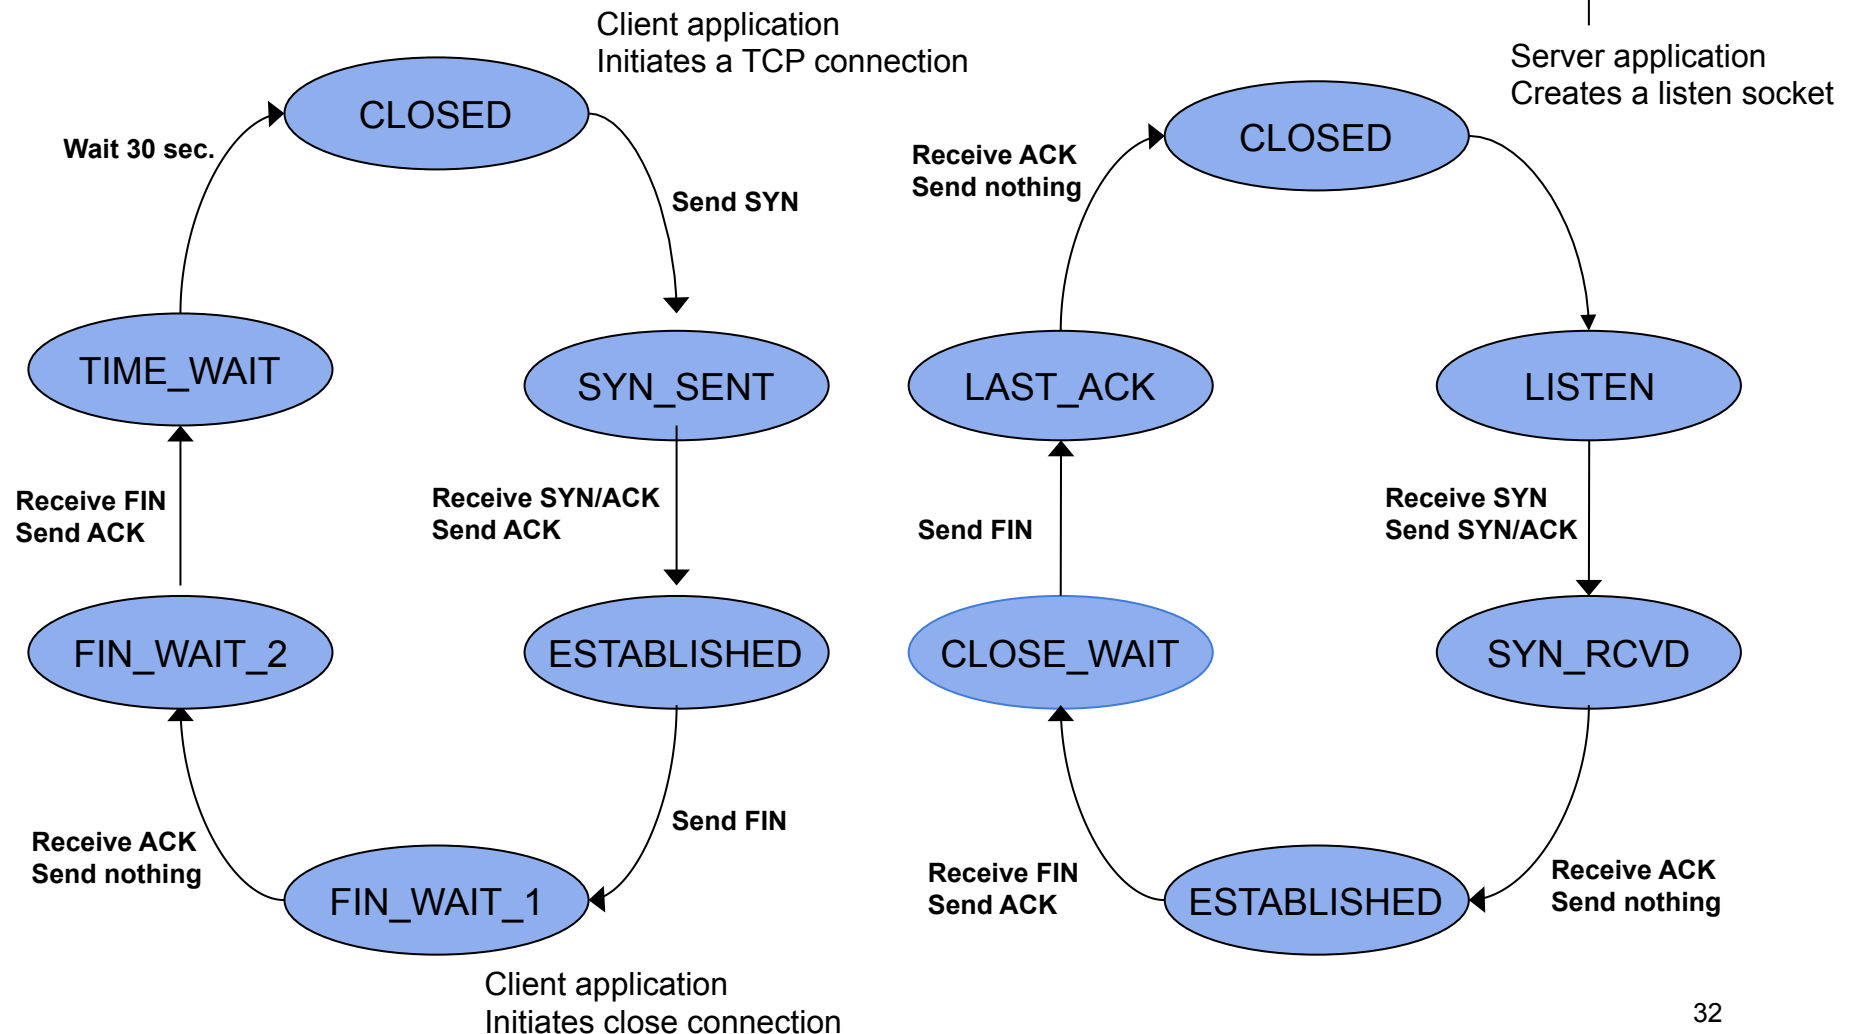 Client application
Initiates a TCP connection
CLOSED
Wait 30 sec.
Send SYN
TIME_WAIT
SYN_SENT
Receive FIN
Send ACK
Receive SYN/ACK
Send ACK
FIN_WAIT_2
ESTABLISHED
Receive ACK
Send nothing
Send FIN
FIN_WAIT_1
Client application
Initiates close connection
Server application
Creates a listen socket
CLOSED
Receive ACK
Send nothing
LAST_ACK
LISTEN
Send FIN
Receive SYN
Send SYN/ACK
CLOSE_WAIT
SYN_RCVD
Receive FIN
Send ACK
ESTABLISHED
Receive ACK
Send nothing
32